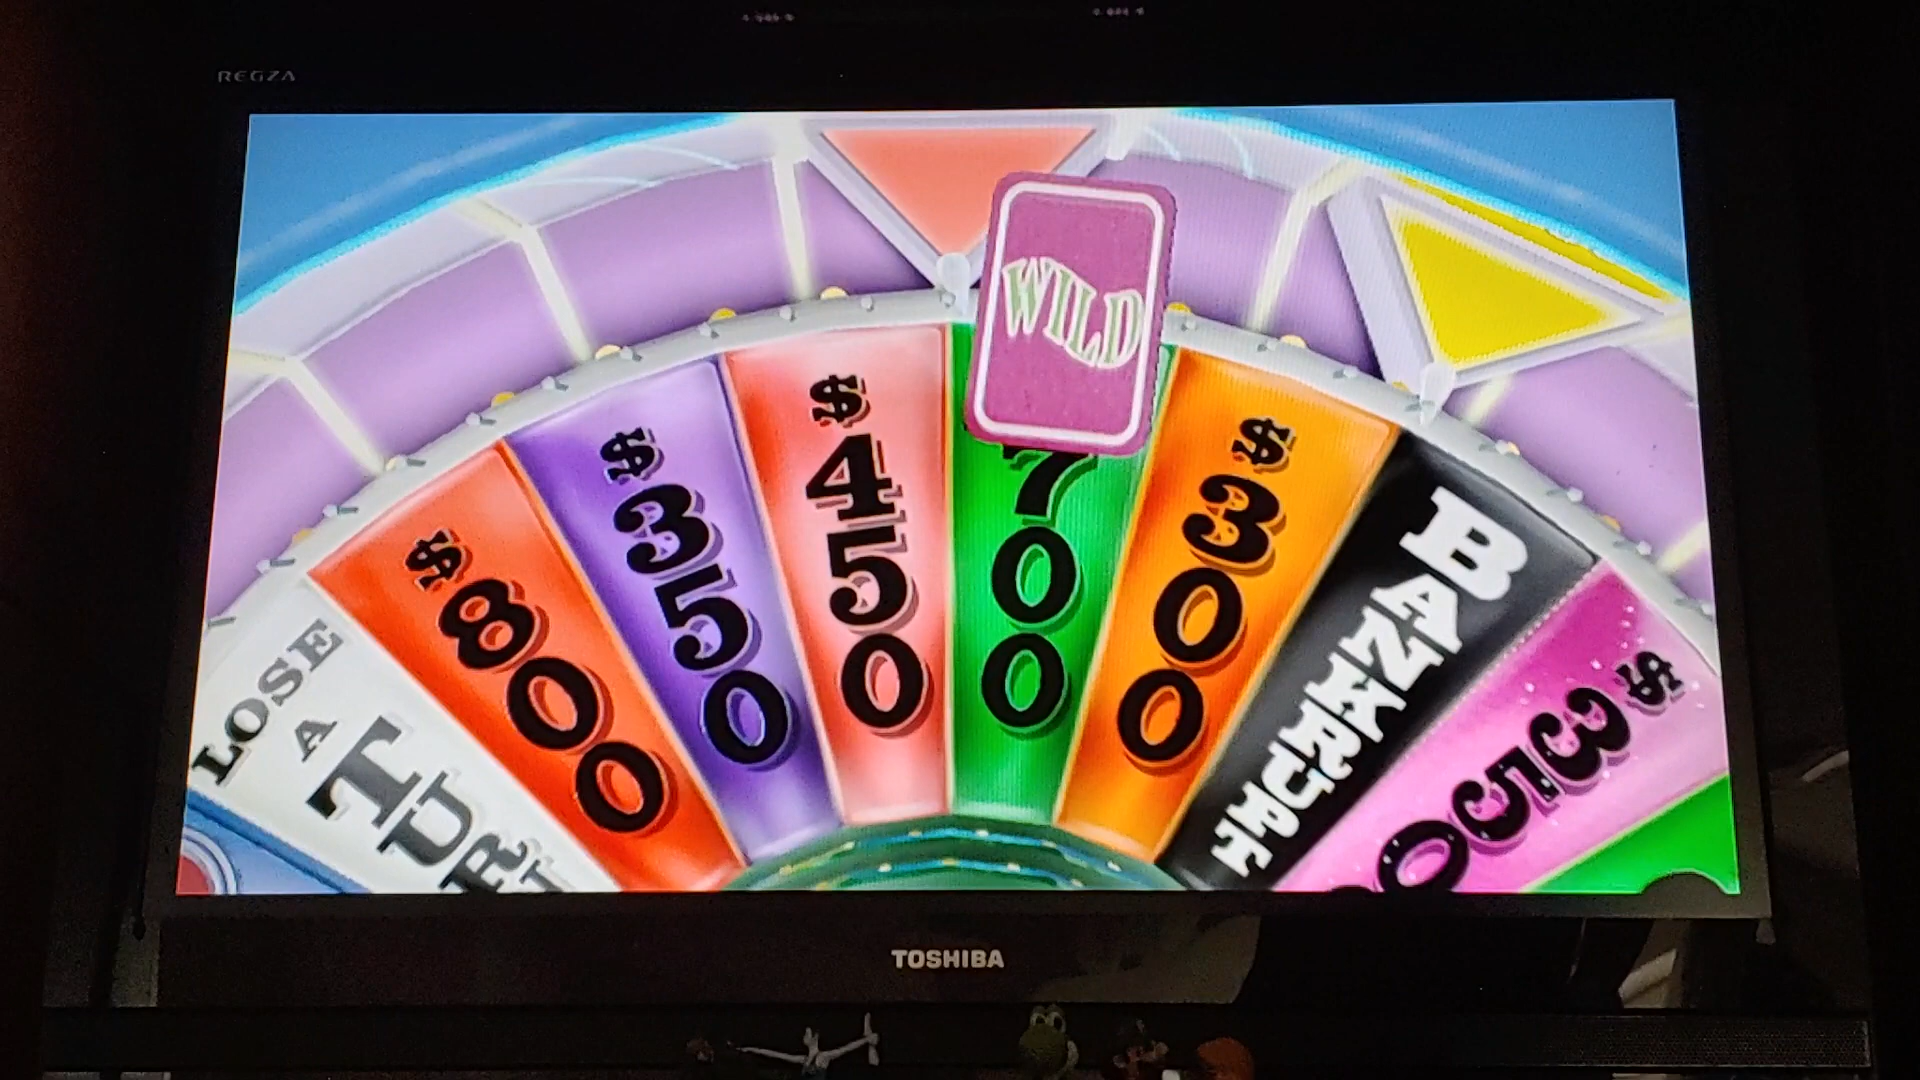 REGZA
WILD
LOSE
A
TURN
$800
$350
$450
700
$300
BANKRUPT
$350
TOSHIBA